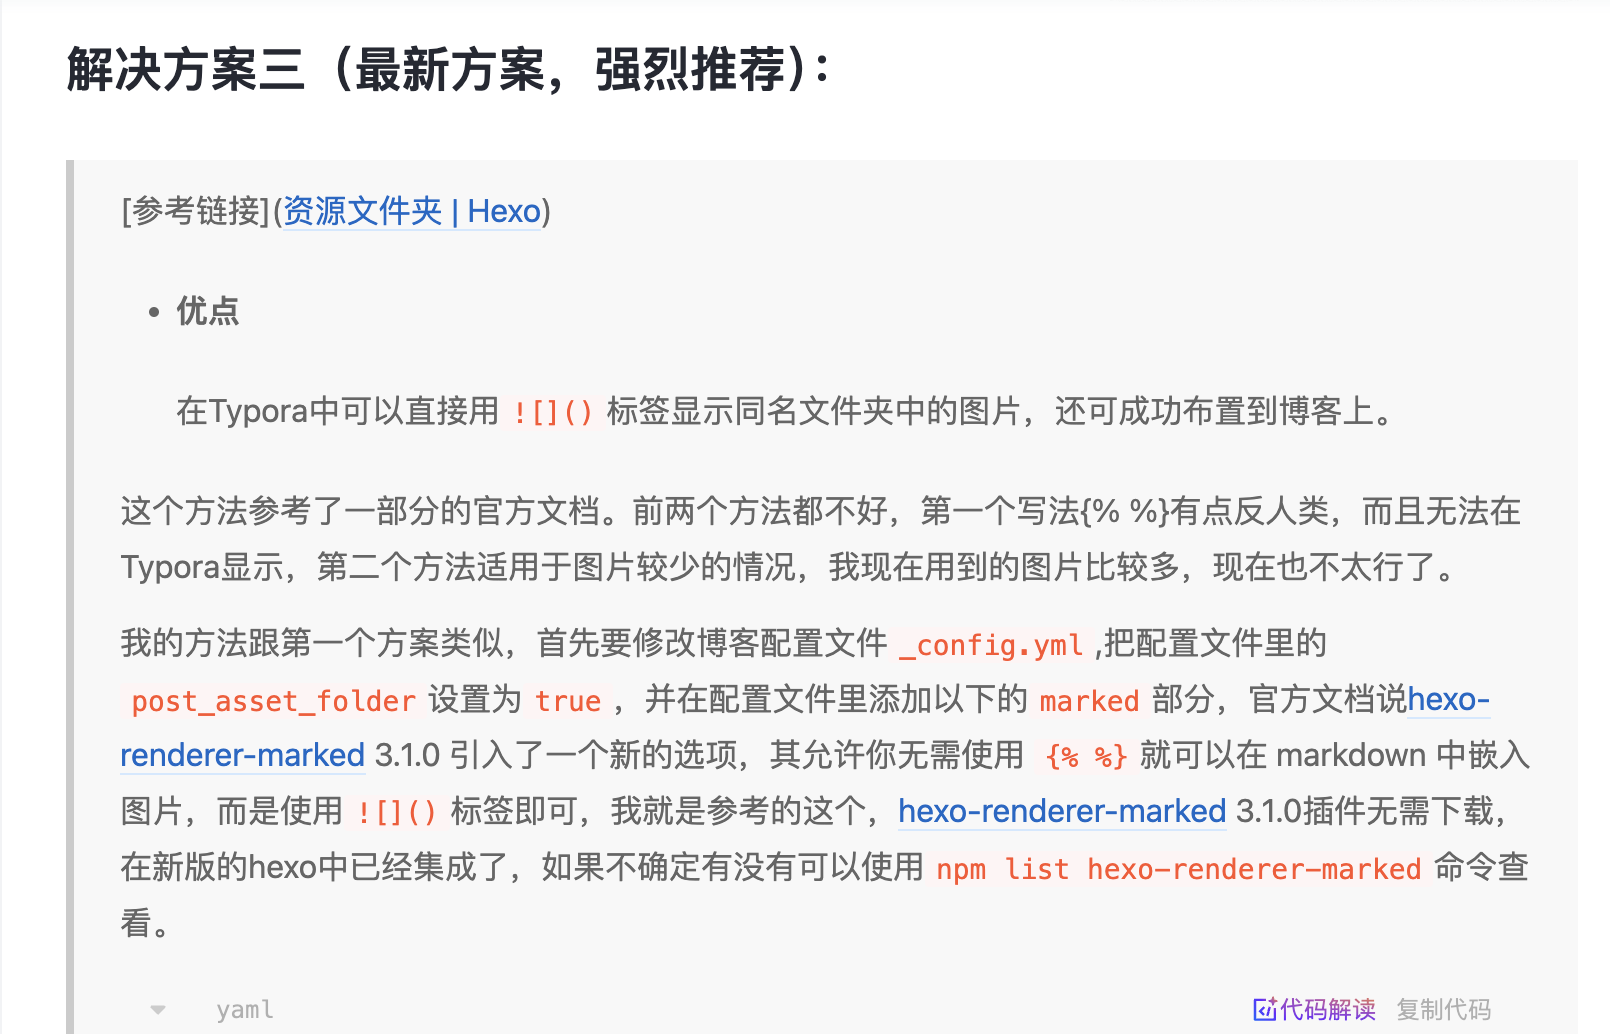 解决方案三（最新方案，强烈推荐）：
[参考链接](资源文件夹 | Hexo)
• 优点
在Typora中可以直接用 ![]() 标签显示同名文件夹中的图片，还可成功布置到博客上。
这个方法参考了一部分的官方文档。前两个方法都不好，第一个写法{% %}有点反人类，而且无法在
Typora显示，第二个方法适用于图片较少的情况，我现在用到的图片比较多，现在也不太行了。
我的方法跟第一个方案类似，首先要修改博客配置文件 _config.yml ,把配置文件里的
post_asset_folder 设置为 true ，并在配置文件里添加以下的 marked 部分，官方文档说hexo-
renderer-marked 3.1.0 引入了一个新的选项，其允许你无需使用 {% %} 就可以在 markdown 中嵌入
图片，而是使用 ![]() 标签即可，我就是参考的这个，hexo-renderer-marked 3.1.0插件无需下载，
在新版的hexo中已经集成了，如果不确定有没有可以使用 npm list hexo-renderer-marked 命令查
看。
yaml 代码解读 复制代码